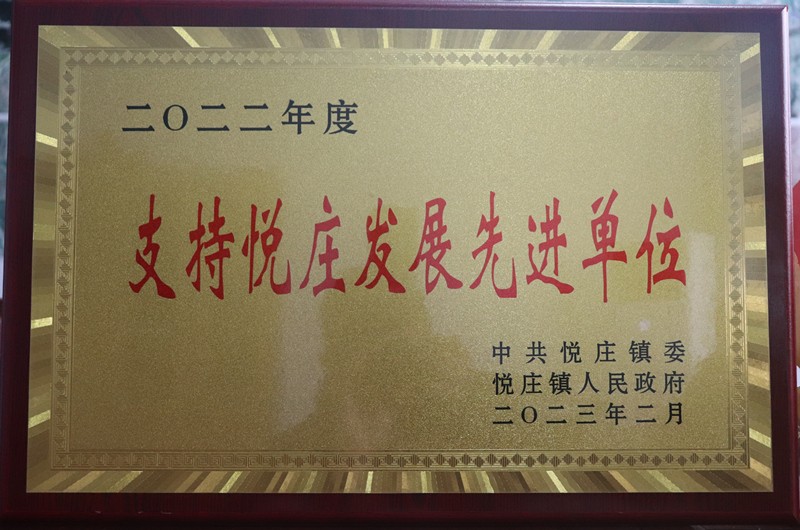 二〇二二年度
支持悦庄发展先进单位
中共悦庄镇委
悦庄镇人民政府
二〇二三年二月